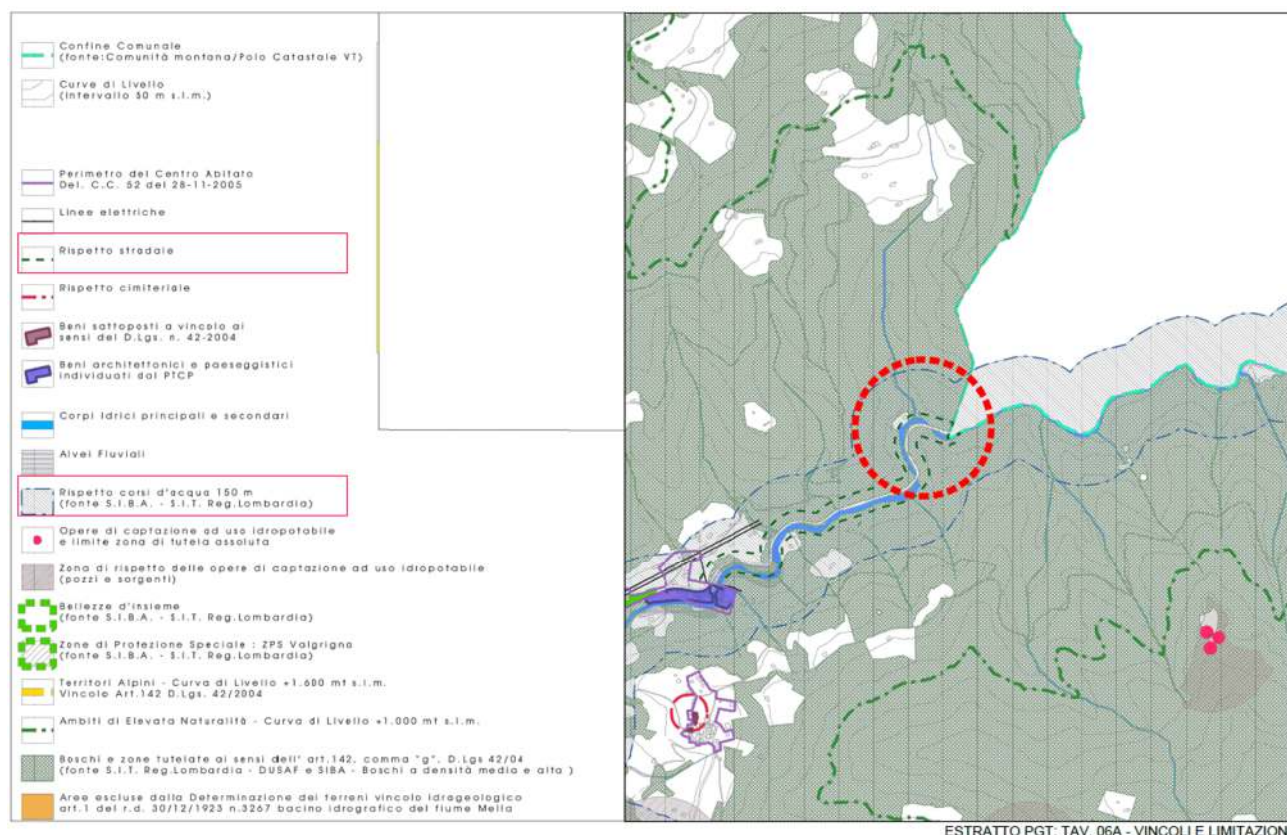 Confine Comunale
(fonte:Comunità montana/Polo Catastale VT)
Curve di Livello
(intervallo 50 m s.l.m.)
Perimetro del Centro Abitato
Del. C.C. 52 del 28-11-2005
Linee elettriche
Rispetto stradale
Rispetto cimiteriale
Beni sattoposti a vincolo ai
sensi del D.Lgs. n. 42-2004
Beni architettonici e paeseggistici
individuati dal PTCP
Corpi Idrici principali e secondari
Alvei Fluviali
Rispetto corsi d'acqua 150 m
(fonte S.I.B.A. - S.I.T. Reg.Lombardia)
Opere di captazione ad uso idropotabile
e limite zona di tutela assoluta
Zona di rispetto delle opere di captazione ad uso idropotabile
(pozzi e sorgenti)
Bellezze d'insieme
(fonte S.I.B.A. - S.I.T. Reg.Lombardia)
Zone di Protezione Speciale : ZPS Valgrigna
(fonte S.I.B.A. - S.I.T. Reg.Lombardia)
Territori Alpini - Curva di Livello +1.600 mt s.l.m.
Vincolo Art.142 D.Lgs. 42/2004
Ambiti di Elevata Naturalità - Curva di Livello +1.000 mt s.l.m.
Boschi e zone tutelate ai sensi dell' art.142, comma "g", D.Lgs 42/04
(fonte S.I.T. Reg.Lombardia - DUSAF e SIBA - Boschi a densità media e alta )
Aree escluse dalla Determinazione dei terreni vincolo idrogeologico
art.1 del r.d. 30/12/1923 n.3267 bacino idrografico del fiume Mella
ESTRATTO PGT: TAV. 06A - VINCOLI E LIMITAZION